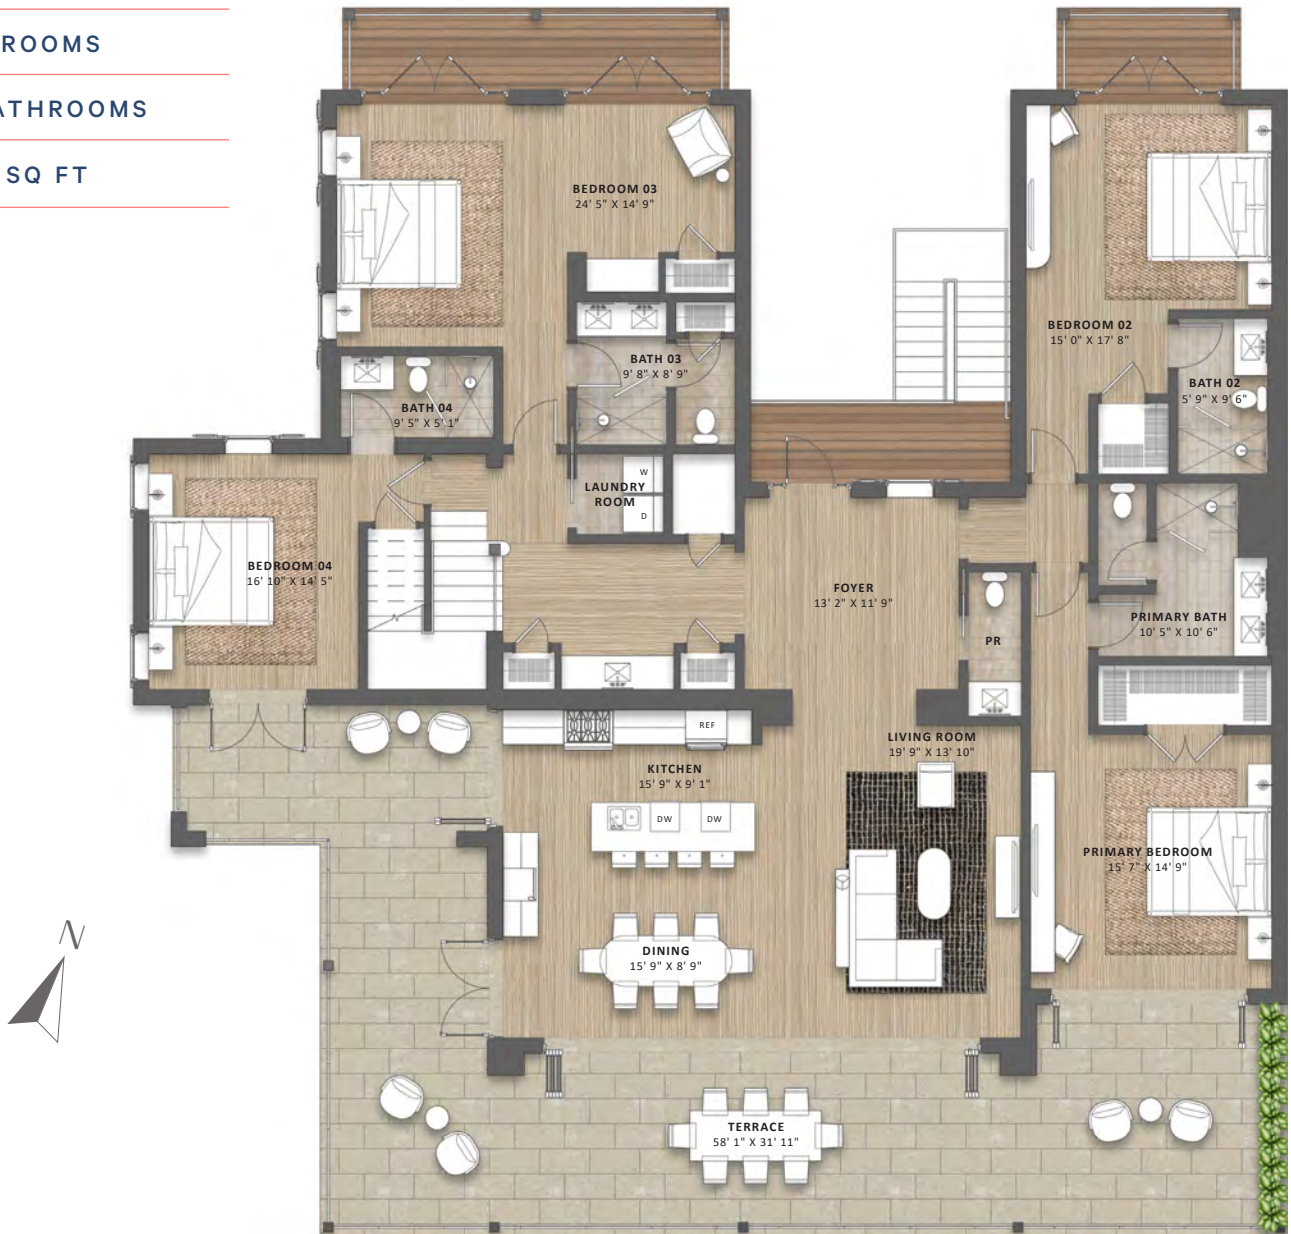 ROOMS
ATHROOMS
SQ FT
BEDROOM 03
24' 5" X 14' 9"
BEDROOM 02
15' 0" X 17' 8"
BATH 03
9' 8" X 8' 9"
BATH 02
5' 9" X 9' 6"
BATH 04
9' 5" X 5' 1"
W
LAUNDRY
ROOM
D
BEDROOM 04
16' 10" X 14' 5"
FOYER
13' 2" X 11' 9"
PRIMARY BATH
10' 5" X 10' 6"
PR
REF
LIVING ROOM
19' 9" X 13' 10"
KITCHEN
15' 9" X 9' 1"
DW
DW
PRIMARY BEDROOM
15' 7" X 14' 9"
N
DINING
15' 9" X 8' 9"
TERRACE
58' 1" X 31' 11"